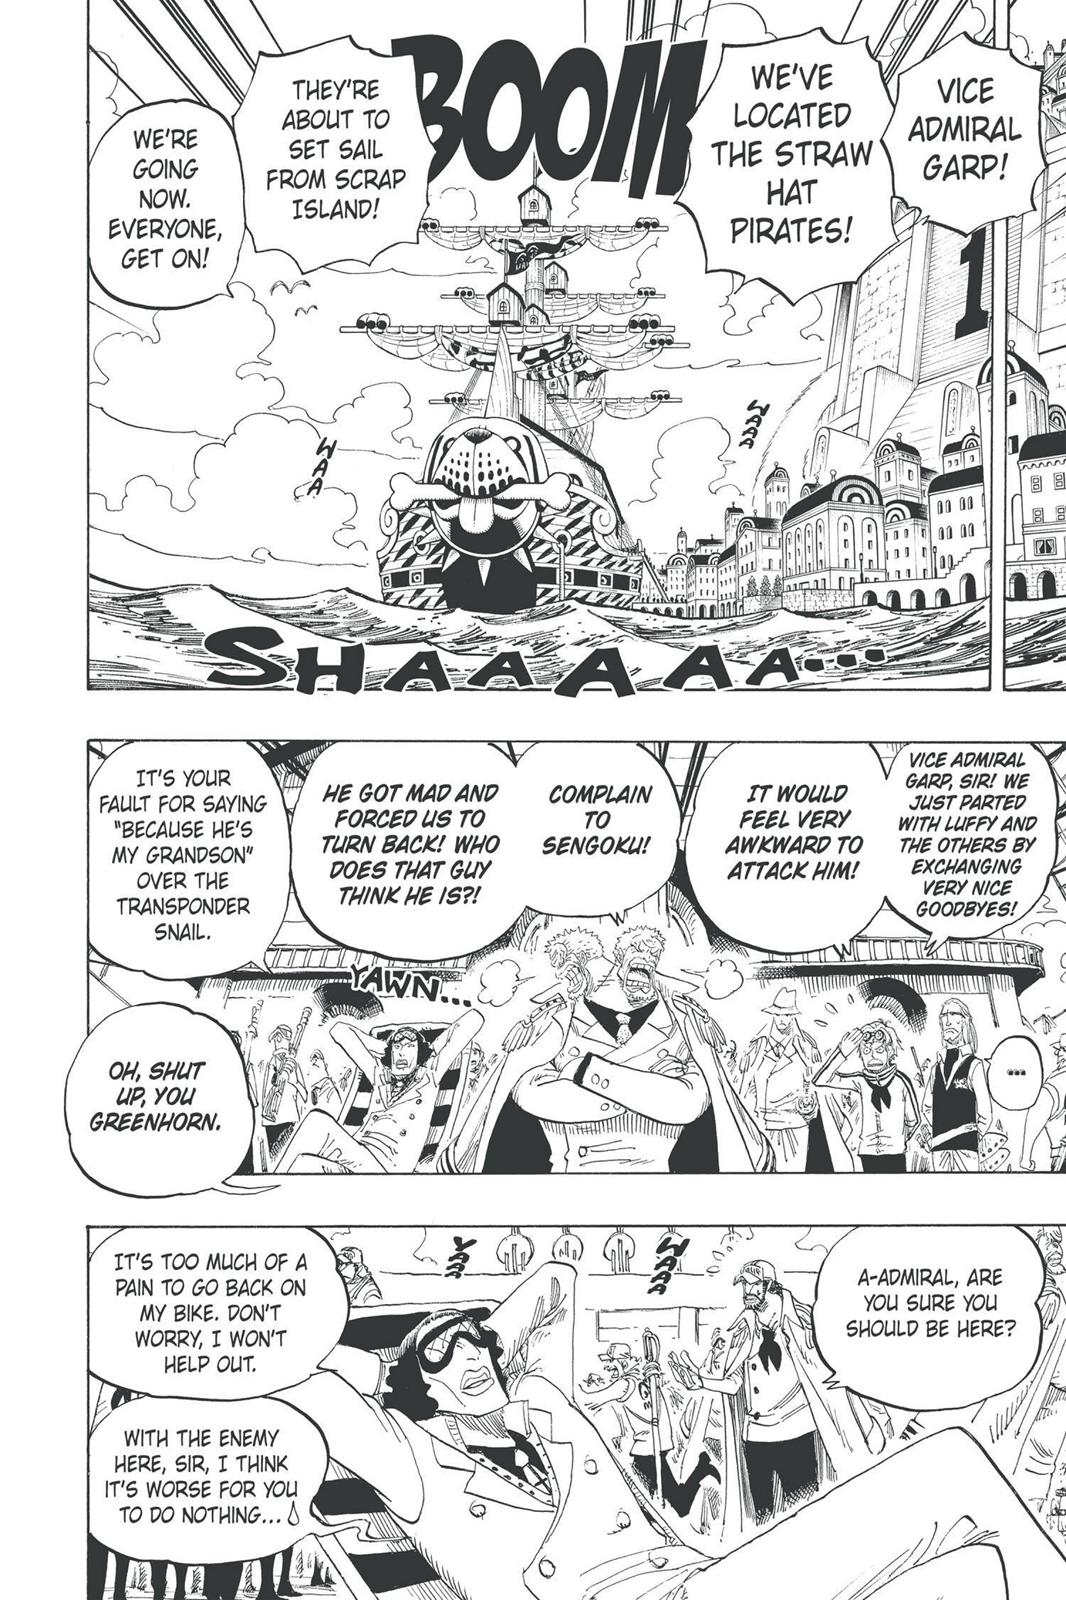 VICE
ADMIRAL
GARP!
WE'VE
LOCATED
THE STRAW
HAT
PIRATES!
BOOM
THEY'RE
ABOUT TO
SET SAIL
FROM SCRAP
ISLAND!
WE'RE
GOING
NOW.
EVERYONE,
GET ON!
1
WAAA
WAA
SHAAAAAA...
VICE ADMIRAL
GARP, SIR! WE
JUST PARTED
WITH LUFFY AND
THE OTHERS BY
EXCHANGING
VERY NICE
GOODBYES!
IT WOULD
FEEL VERY
AWKWARD TO
ATTACK HIM!
COMPLAIN
TO
SENGOKU!
HE GOT MAD AND
FORCED US TO
TURN BACK! WHO
DOES THAT GUY
THINK HE IS?!
IT'S YOUR
FAULT FOR SAYING
"BECAUSE HE'S
MY GRANDSON"
OVER THE
TRANSPONDER
SNAIL.
...
YAWN...
OH, SHUT
UP, YOU
GREENHORN.
A-ADMIRAL, ARE
YOU SURE YOU
SHOULD BE HERE?
WAAA
YAAA
IT'S TOO MUCH OF A
PAIN TO GO BACK ON
MY BIKE. DON'T
WORRY, I WON'T
HELP OUT.
WITH THE ENEMY
HERE, SIR, I THINK
IT'S WORSE FOR YOU
TO DO NOTHING...